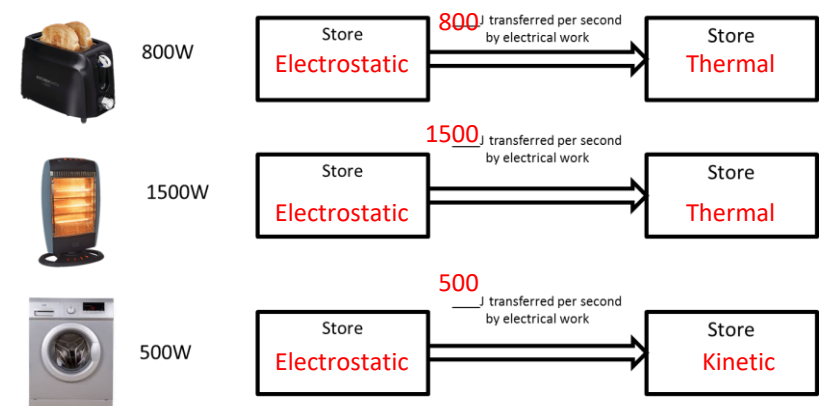 800W
Store
Electrostatic
800 J transferred per second
by electrical work
Store
Thermal
1500W
Store
Electrostatic
1500 J transferred per second
by electrical work
Store
Thermal
500W
Store
Electrostatic
500
____J transferred per second
by electrical work
Store
Kinetic